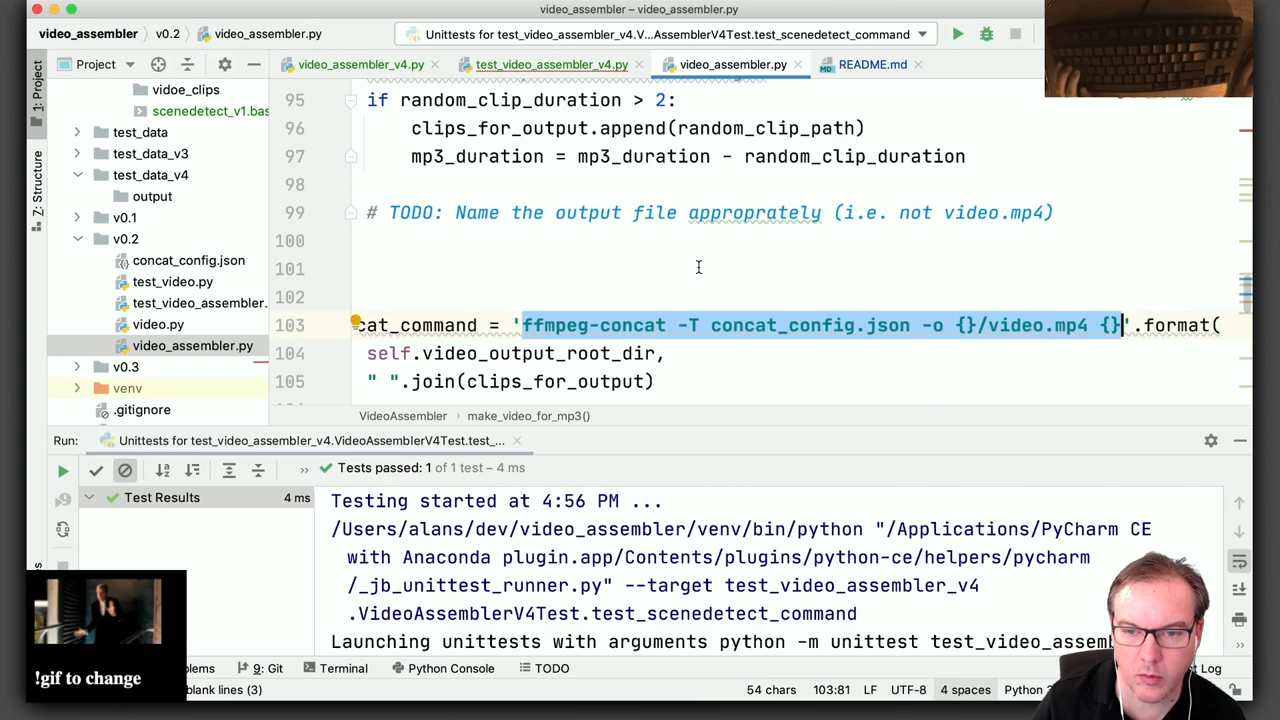 video_assembler – video_assembler.py
video_assembler
v0.2
video_assembler.py
Unittests for test_video_v4.V...AssemblerV4Test.test_scenedetect_command
1: Project
Z: Structure
Project
video_assembler_v4.py
test_video_assembler_v4.py
video_assembler.py
README.md
vidoe_clips
scenedetect_v1.bas
test_data
test_data_v3
test_data_v4
output
v0.1
v0.2
concat_config.json
test_video.py
test_video_assembler.
video.py
video_assembler.py
v0.3
venv
.gitignore
95 if random_clip_duration > 2:
96 clips_for_output.append(random_clip_path)
97 mp3_duration = mp3_duration - random_clip_duration
98
99 # TODO: Name the output file approprately (i.e. not video.mp4)
100
101
102
103 cat_command = 'ffmpeg-concat -T concat_config.json -o {}/video.mp4 {}'.format(
104 self.video_output_root_dir,
105 " ".join(clips_for_output)
VideoAssembler
make_video_for_mp3()
Run:
Unittests for test_video_assembler_v4.VideoAssemblerV4Test.test_...
Tests passed: 1 of 1 test – 4 ms
Test Results
4 ms
Testing started at 4:56 PM ...
/Users/alans/dev/video_assembler/venv/bin/python "/Applications/PyCharm CE
with Anaconda plugin.app/Contents/plugins/python-ce/helpers/pycharm
/_jb_unittest_runner.py" --target test_video_assembler_v4
.VideoAssemblerV4Test.test_scenedetect_command
Launching unittests with arguments python -m unittest test_video_assemb
!gif to change
blems
9: Git
Terminal
Python Console
TODO
t Log
blank lines (3)
54 chars
103:81
LF
UTF-8
4 spaces
Python